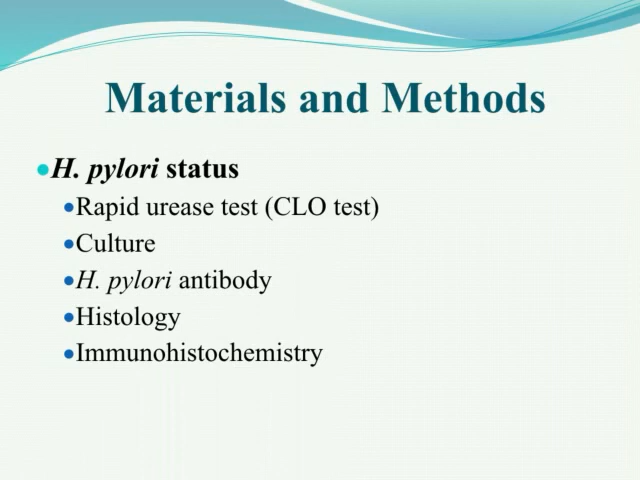 Materials and Methods
H. pylori status
Rapid urease test (CLO test)
Culture
H. pylori antibody
Histology
Immunohistochemistry